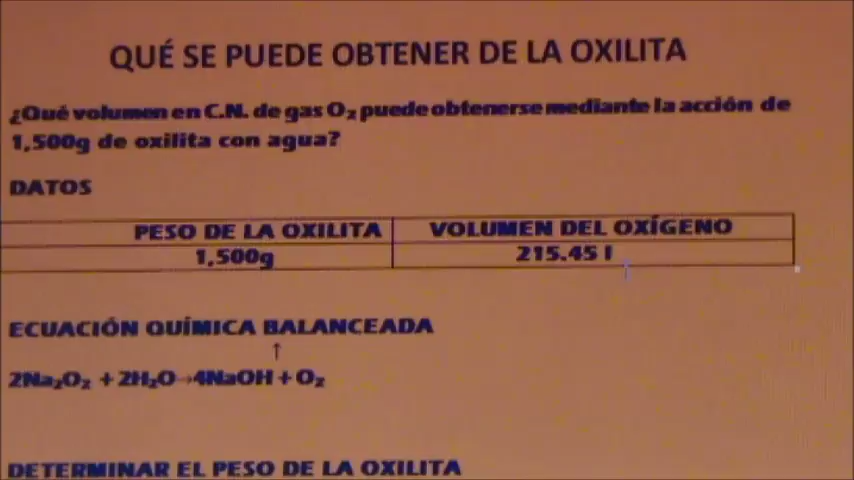 QUÉ SE PUEDE OBTENER DE LA OXILITA
¿Qué volumen en C.N. de gas O₂ puede obtenerse mediante la acción de
1,500g de oxilita con agua?
DATOS
PESO DE LA OXILITA VOLUMEN DEL OXÍGENO
1,500g 215.45 l
ECUACIÓN QUÍMICA BALANCEADA
↑
2Na₂O₂ + 2H₂O→4NaOH + O₂
DETERMINAR EL PESO DE LA OXILITA